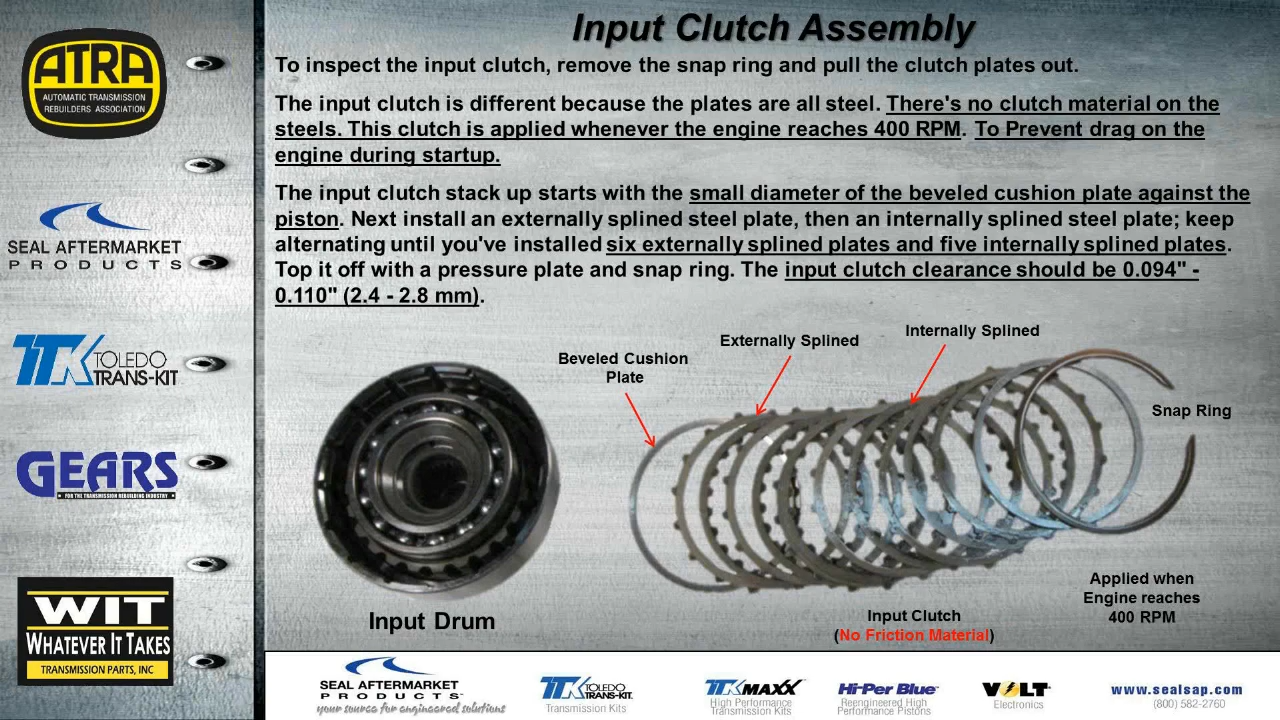 Input Clutch Assembly
To inspect the input clutch, remove the snap ring and pull the clutch plates out.
The input clutch is different because the plates are all steel. There's no clutch material on the
steels. This clutch is applied whenever the engine reaches 400 RPM. To Prevent drag on the
engine during startup.
The input clutch stack up starts with the small diameter of the beveled cushion plate against the
piston. Next install an externally splined steel plate, then an internally splined steel plate; keep
alternating until you've installed six externally splined plates and five internally splined plates.
Top it off with a pressure plate and snap ring. The input clutch clearance should be 0.094" -
0.110" (2.4 - 2.8 mm).
ATRA
AUTOMATIC TRANSMISSION
REBUILDERS ASSOCIATION
SEAL AFTERMARKET
PRODUCTS
TTK TOLEDO
TRANS-KIT
GEARS
FOR THE TRANSMISSION REBUILDING INDUSTRY
WIT
WHATEVER IT TAKES
TRANSMISSION PARTS, INC
Beveled Cushion
Plate
Externally Splined
Internally Splined
Snap Ring
Input Drum
Input Clutch
(No Friction Material)
Applied when
Engine reaches
400 RPM
SEAL AFTERMARKET
PRODUCTS
your source for engineered solutions
TTK TOLEDO
TRANS-KIT.
Transmission Kits
TTK MAXX
High Performance
Transmission Kits
Hi-Per Blue
Reengineered High
Performance Pistons
VOLT
Electronics
www.sealsap.com
(800) 582-2760